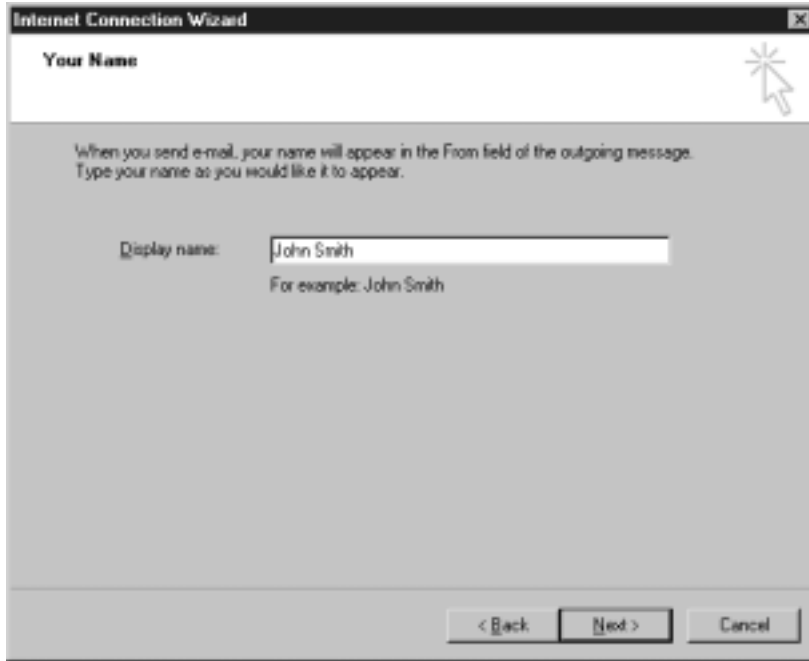 Internet Connection Wizard
Your Name
When you send e-mail, your name will appear in the From field of the outgoing message.
Type your name as you would like it to appear.
Display name: John Smith
For example: John Smith
< Back Next > Cancel